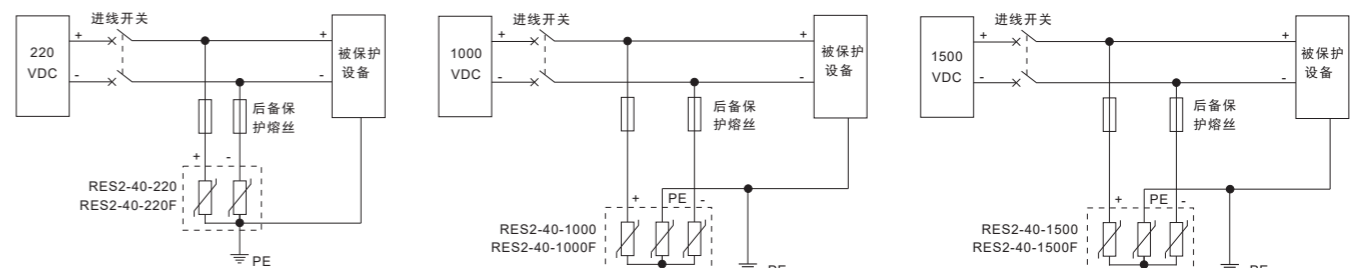 进线开关
220
VDC
+
-
+
-
被保护
设备
后备保
护熔丝
+
-
RES2-40-220
RES2-40-220F
PE
进线开关
1000
VDC
+
-
+
-
被保护
设备
后备保
护熔丝
+
PE
-
RES2-40-1000
RES2-40-1000F
PE
进线开关
1500
VDC
+
-
+
-
被保护
设备
后备保
护熔丝
+
PE
-
RES2-40-1500
RES2-40-1500F
PE